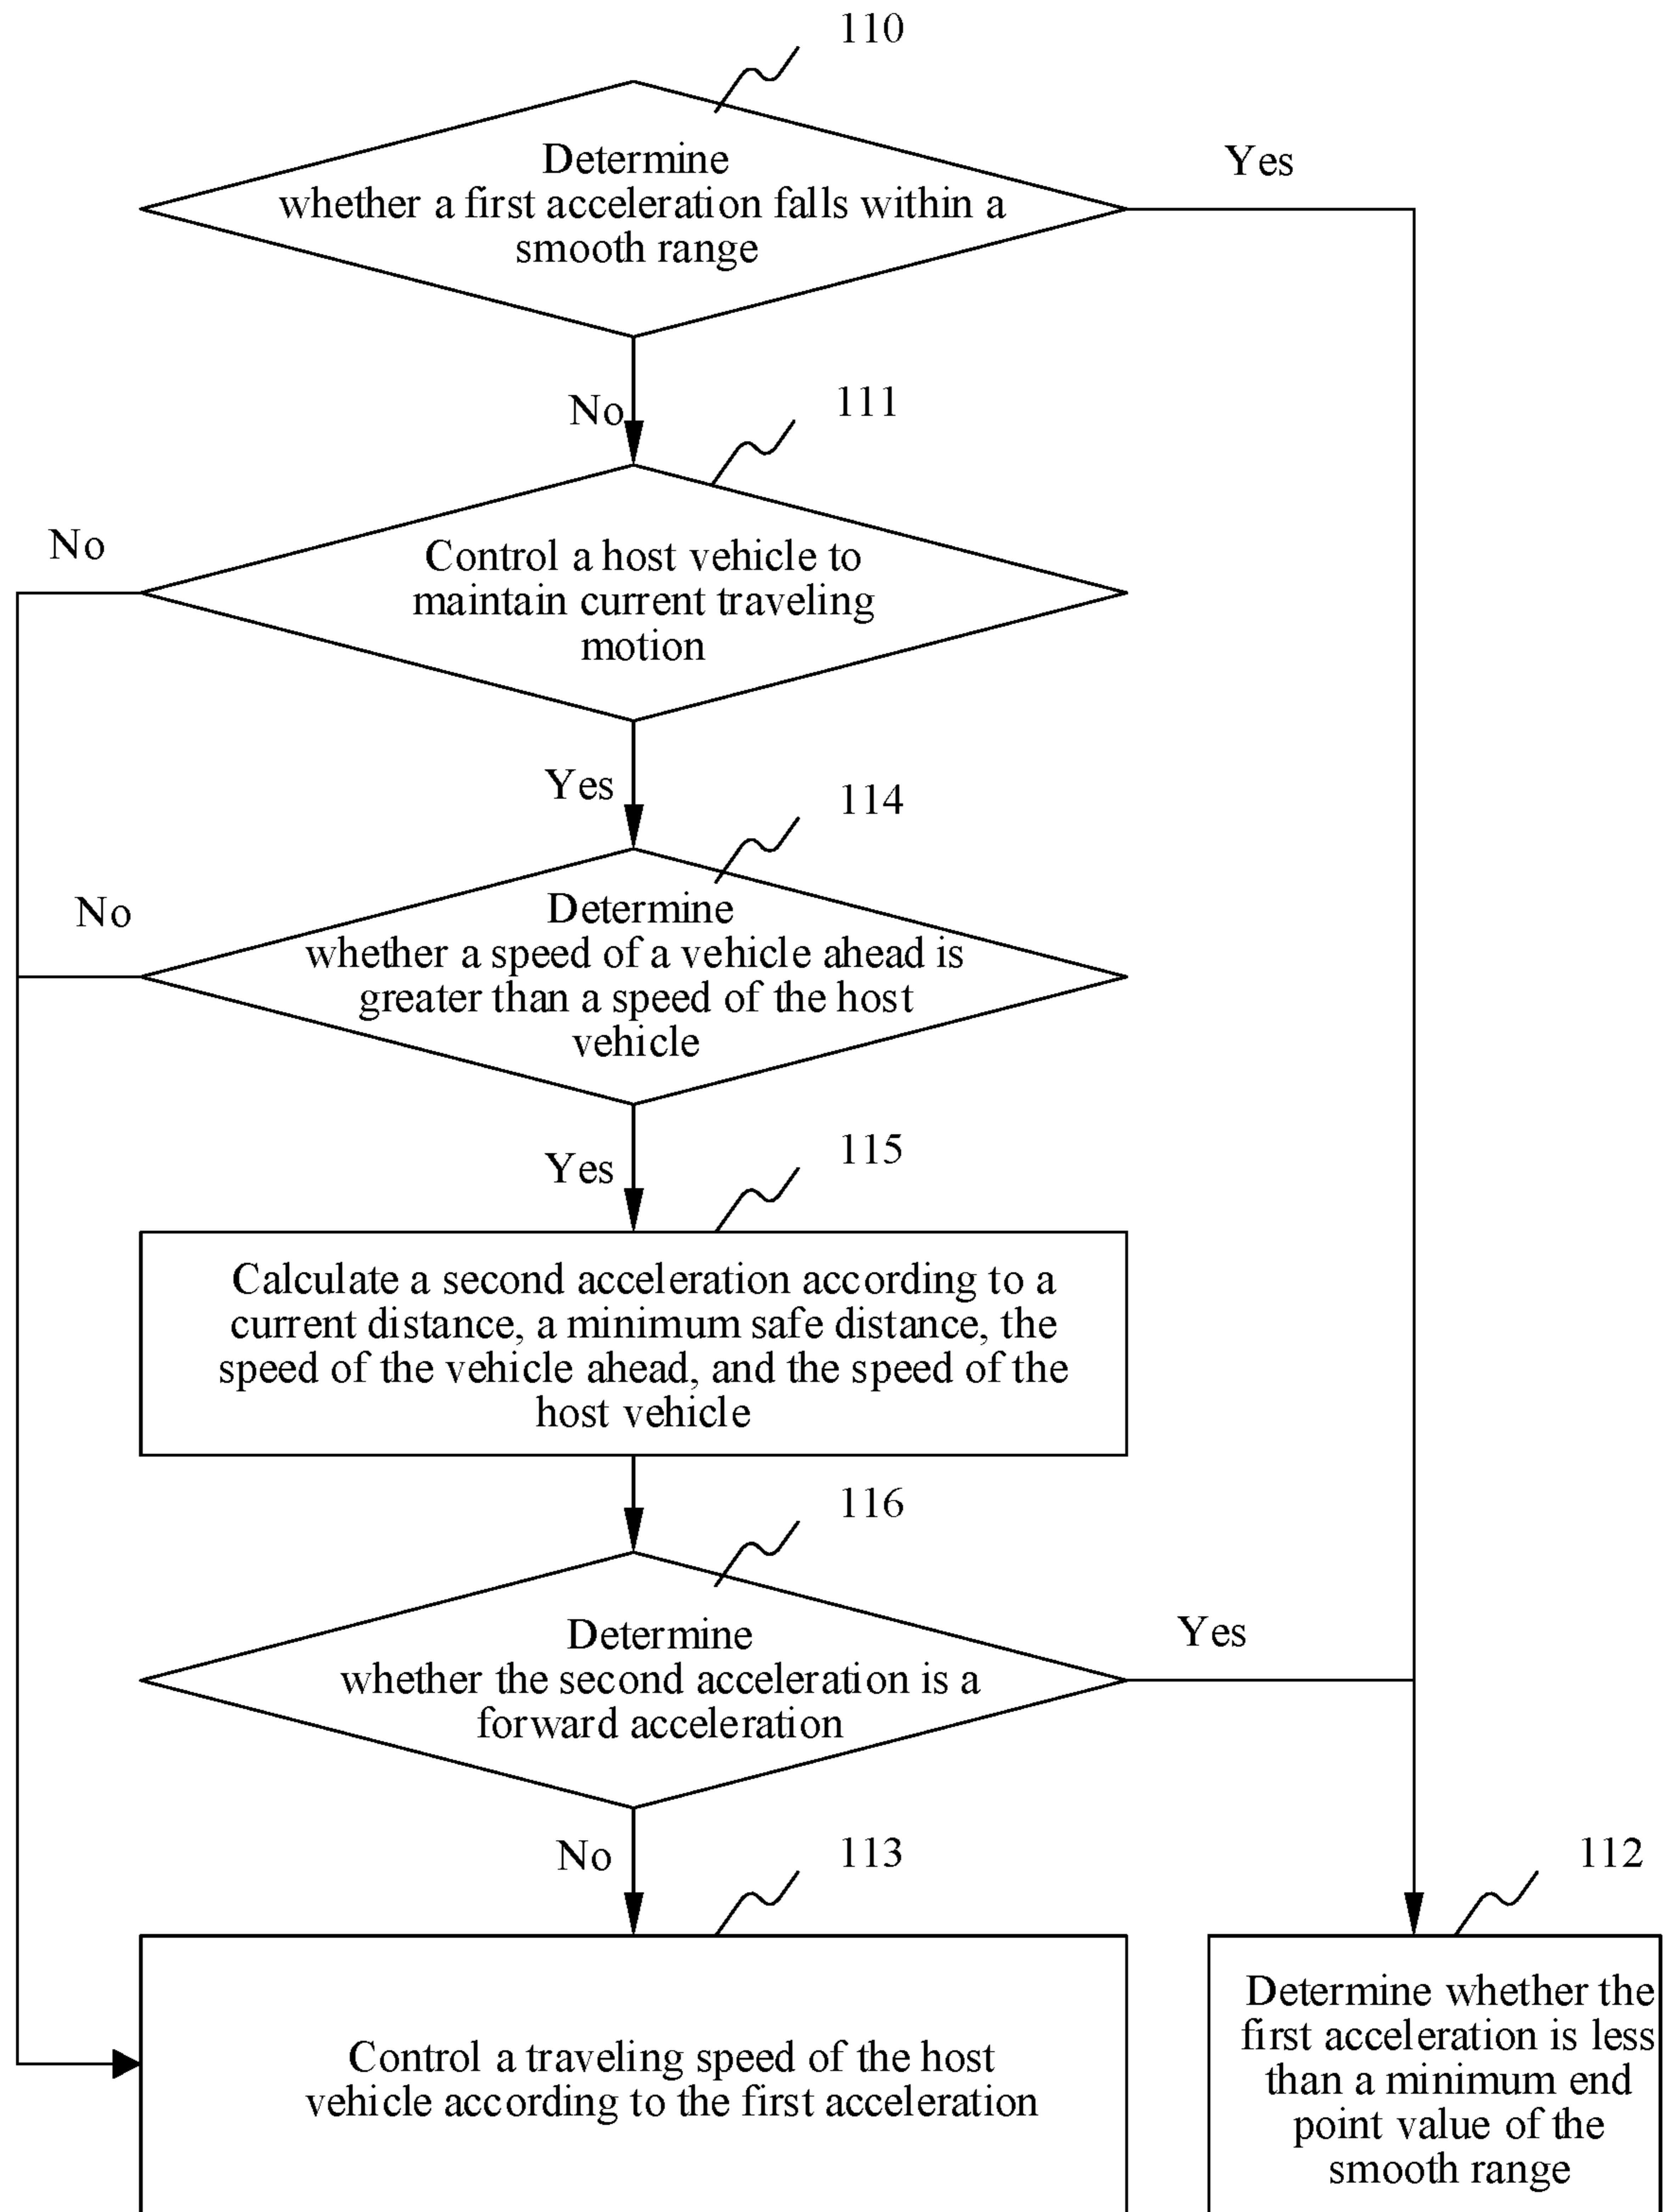 110
Determine
whether a first acceleration falls within a
smooth range
Yes
No
111
Control a host vehicle to
maintain current traveling
motion
No
Yes
114
Determine
whether a speed of a vehicle ahead is
greater than a speed of the host
vehicle
No
Yes
115
Calculate a second acceleration according to a
current distance, a minimum safe distance, the
speed of the vehicle ahead, and the speed of the
host vehicle
116
Determine
whether the second acceleration is a
forward acceleration
Yes
No
113
Control a traveling speed of the host
vehicle according to the first acceleration
112
Determine whether the
first acceleration is less
than a minimum end
point value of the
smooth range